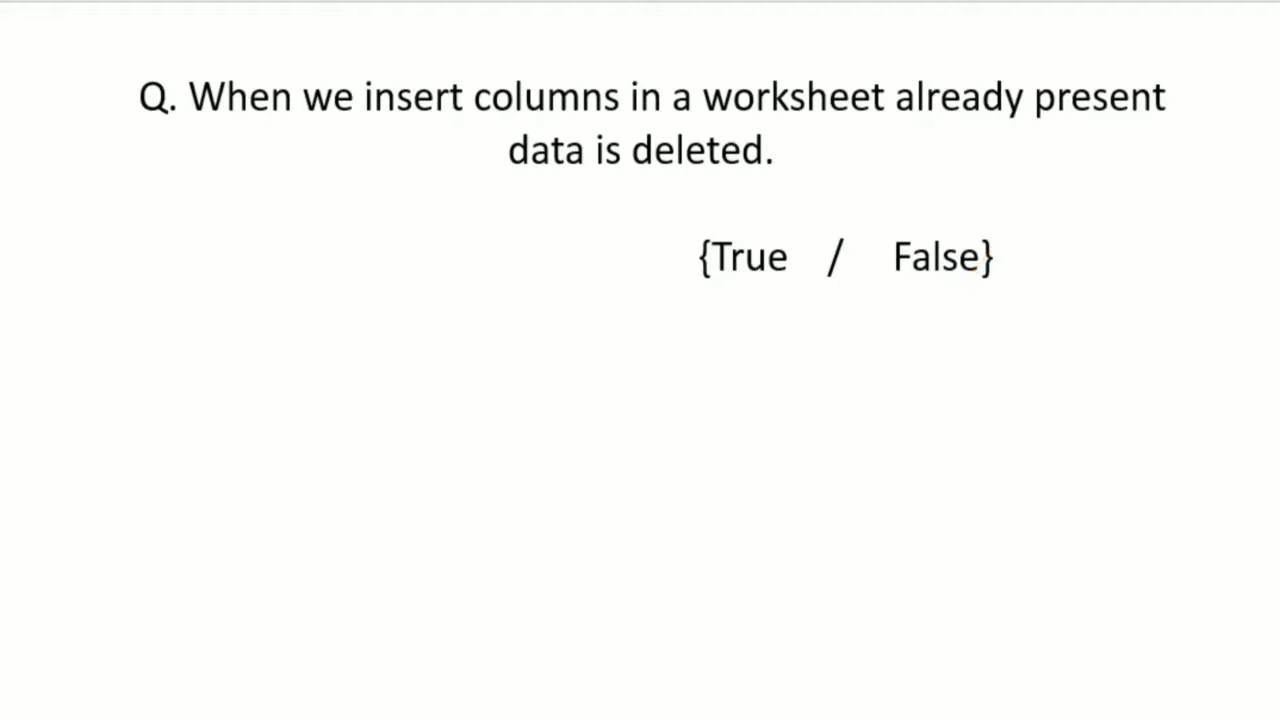 Q. When we insert columns in a worksheet already present
data is deleted.
{True / False}